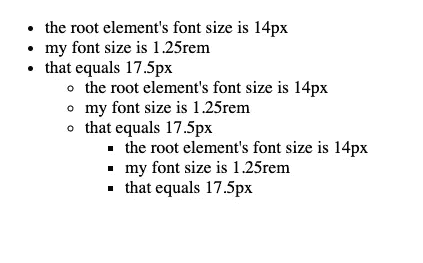 the root element's font size is 14px
my font size is 1.25rem
that equals 17.5px
the root element's font size is 14px
my font size is 1.25rem
that equals 17.5px
the root element's font size is 14px
my font size is 1.25rem
that equals 17.5px